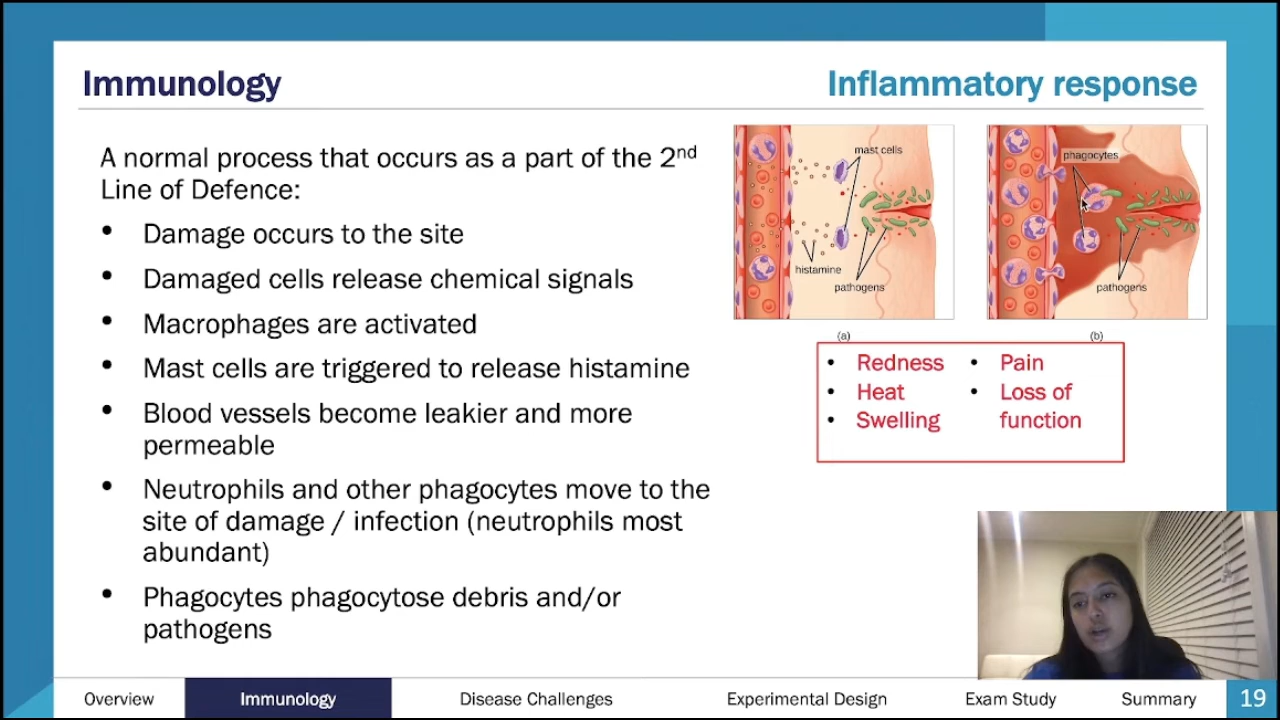 Immunology
Inflammatory response
A normal process that occurs as a part of the 2nd
Line of Defence:
• Damage occurs to the site
• Damaged cells release chemical signals
• Macrophages are activated
• Mast cells are triggered to release histamine
• Blood vessels become leakier and more
permeable
• Neutrophils and other phagocytes move to the
site of damage / infection (neutrophils most
abundant)
• Phagocytes phagocytose debris and/or
pathogens
mast cells
histamine
pathogens
(a)
phagocytes
pathogens
(b)
• Redness
• Heat
• Swelling
• Pain
• Loss of
function
Overview
Immunology
Disease Challenges
Experimental Design
Exam Study
Summary
19